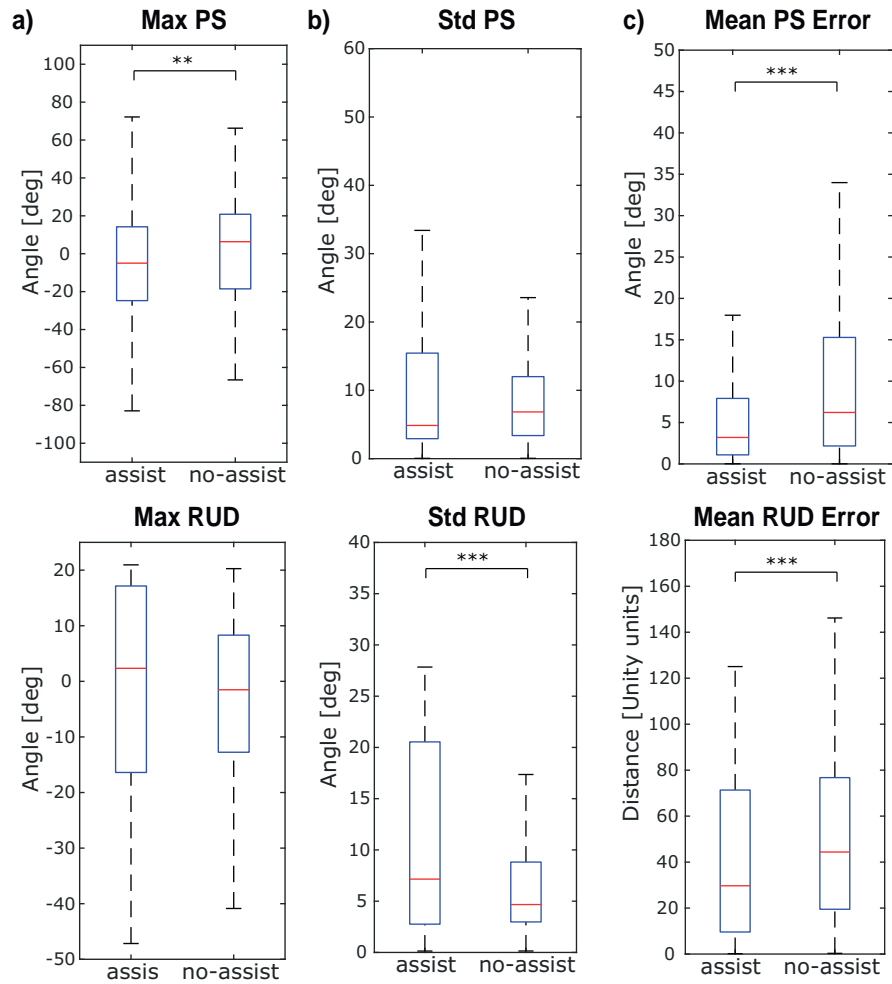 a)
Max PS
**
Angle [deg]
100
80
60
40
20
0
-20
-40
-60
-80
-100
assist
no-assist
b)
Std PS
Angle [deg]
60
50
40
30
20
10
0
assist
no-assist
c)
Mean PS Error
***
Angle [deg]
50
45
40
35
30
25
20
15
10
5
0
assist
no-assist
Max RUD
Angle [deg]
20
10
0
-10
-20
-30
-40
-50
assis
no-assist
Std RUD
***
Angle [deg]
40
35
30
25
20
15
10
5
0
assist
no-assist
Mean RUD Error
***
Distance [Unity units]
180
160
140
120
100
80
60
40
20
0
assist
no-assist